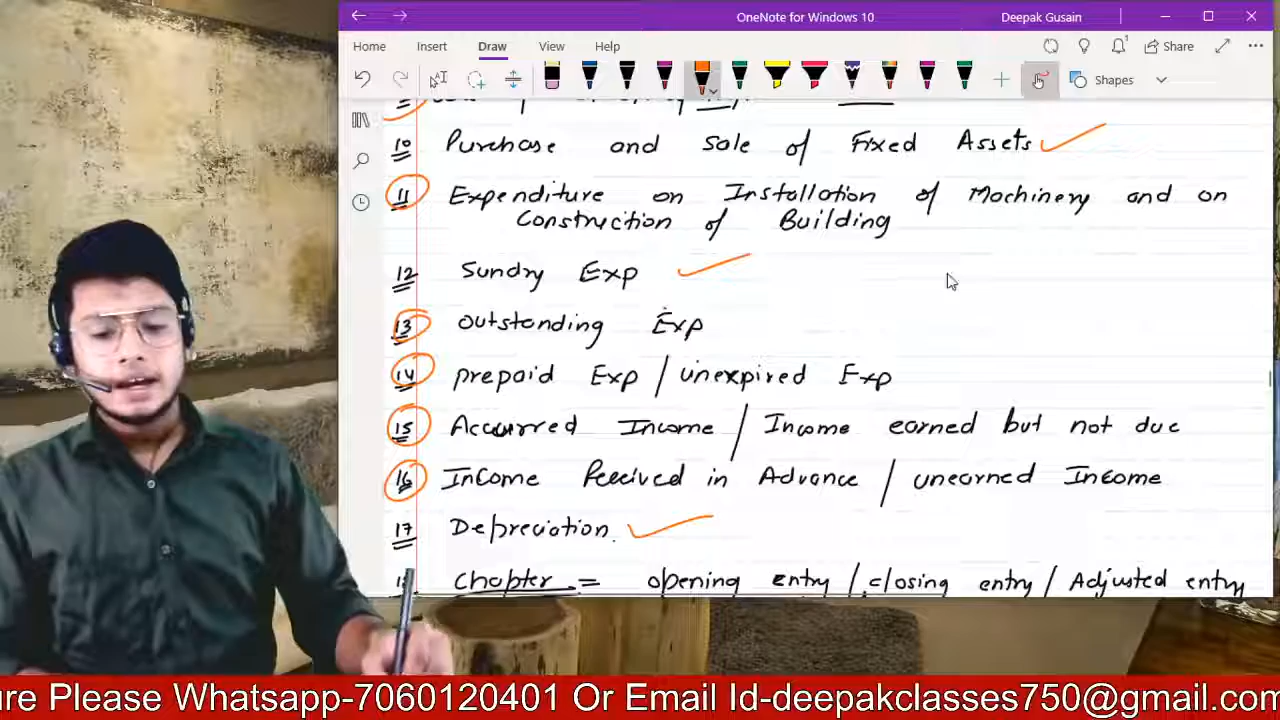 OneNote for Windows 10
Deepak Gusain
Home Insert Draw View Help
Share
Shapes
10 Purchase and Sale of Fixed Assets
11 Expenditure on Installation of Machinery and on
Construction of Building
12 Sundry Exp
13 Outstanding Exp
14 prepaid Exp / unexpired Exp
15 Accurred Income / Income earned but not due
16 Income Received in Advance / unearned Income
17 Depreciation.
Chapter = opening entry / closing entry / Adjusted entry
ure Please Whatsapp-7060120401 Or Email Id-deepakclasses750@gmail.com